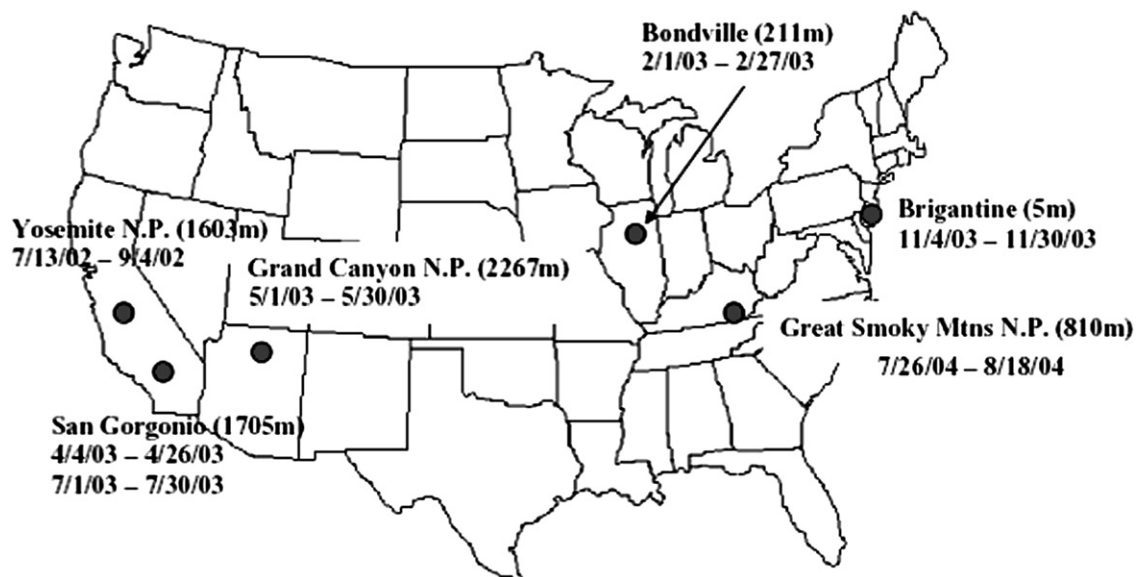 Bondville (211m)
2/1/03 – 2/27/03
Brigantine (5m)
11/4/03 – 11/30/03
Yosemite N.P. (1603m)
7/13/02 – 9/4/02
Grand Canyon N.P. (2267m)
5/1/03 – 5/30/03
Great Smoky Mtns N.P. (810m)
7/26/04 – 8/18/04
San Gorgonio (1705m)
4/4/03 – 4/26/03
7/1/03 – 7/30/03